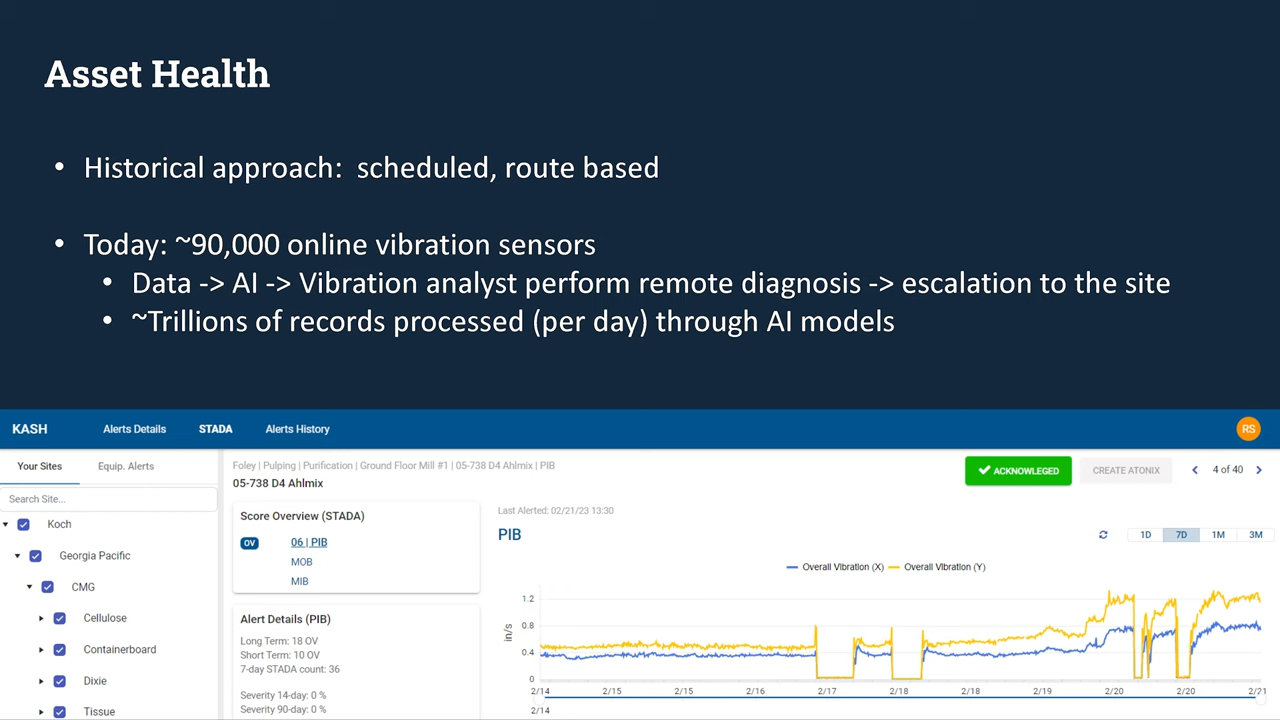 Asset Health
• Historical approach:  scheduled, route based
• Today: ~90,000 online vibration sensors
• Data -> AI -> Vibration analyst perform remote diagnosis -> escalation to the site
• ~Trillions of records processed (per day) through AI models
KASH
Alerts Details
STADA
Alerts History
RS
Your Sites
Equip. Alerts
Search Site...
Koch
Georgia Pacific
CMG
Cellulose
Containerboard
Dixie
Tissue
Foley | Pulping | Purification | Ground Floor Mill #1 | 05-738 D4 Ahlmix | PIB
05-738 D4 Ahlmix
ACKNOWLEGED
CREATE ATONIX
4 of 40
Score Overview (STADA)
OV
06 | PIB
MOB
MIB
Alert Details (PIB)
Long Term: 18 OV
Short Term: 10 OV
7-day STADA count: 36
Severity 14-day: 0 %
Severity 90-day: 0 %
Last Alerted: 02/21/23 13:30
PIB
1D
7D
1M
3M
Overall Vibration (X)
Overall Vibration (Y)
in/s
1.2
0.8
0.4
0
2/14 2/15 2/15 2/16 2/17 2/18 2/18 2/19 2/20 2/20 2/21
2/14